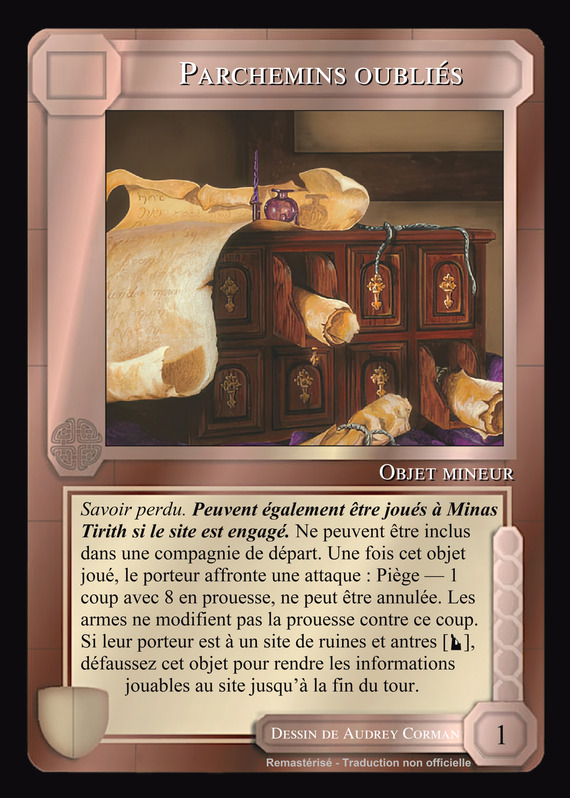 Parchemins oubliés
Objet mineur
Savoir perdu. Peuvent également être joués à Minas
Tirith si le site est engagé. Ne peuvent être inclus
dans une compagnie de départ. Une fois cet objet
joué, le porteur affronte une attaque : Piège — 1
coup avec 8 en prouesse, ne peut être annulée. Les
armes ne modifient pas la prouesse contre ce coup.
Si leur porteur est à un site de ruines et antres [],
défaussez cet objet pour rendre les informations
jouables au site jusqu’à la fin du tour.
Dessin de Audrey Corman
1
Remastérisé - Traduction non officielle